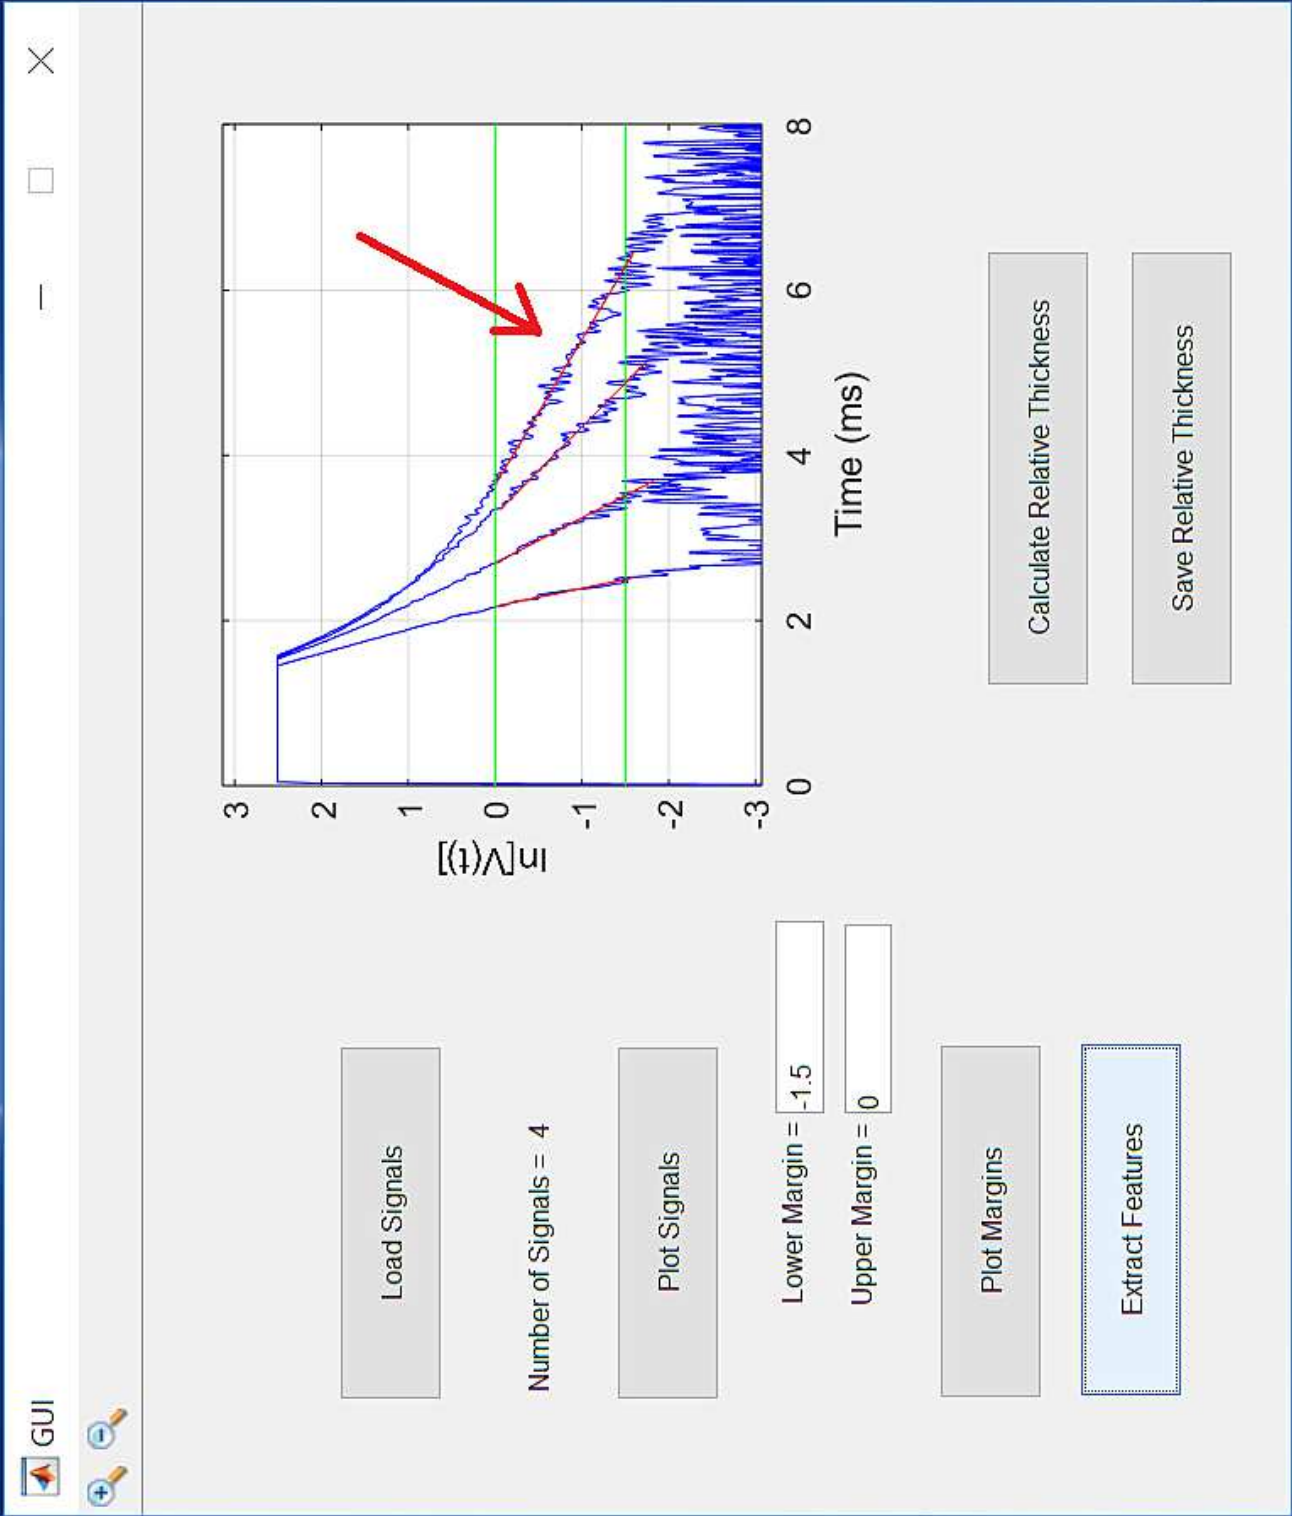 GUI
Load Signals
Number of Signals = 4
Plot Signals
Lower Margin = -1.5
Upper Margin = 0
Plot Margins
Extract Features
ln[V(t)]
3
2
1
0
-1
-2
-3
0 2 4 6 8
Time (ms)
Calculate Relative Thickness
Save Relative Thickness